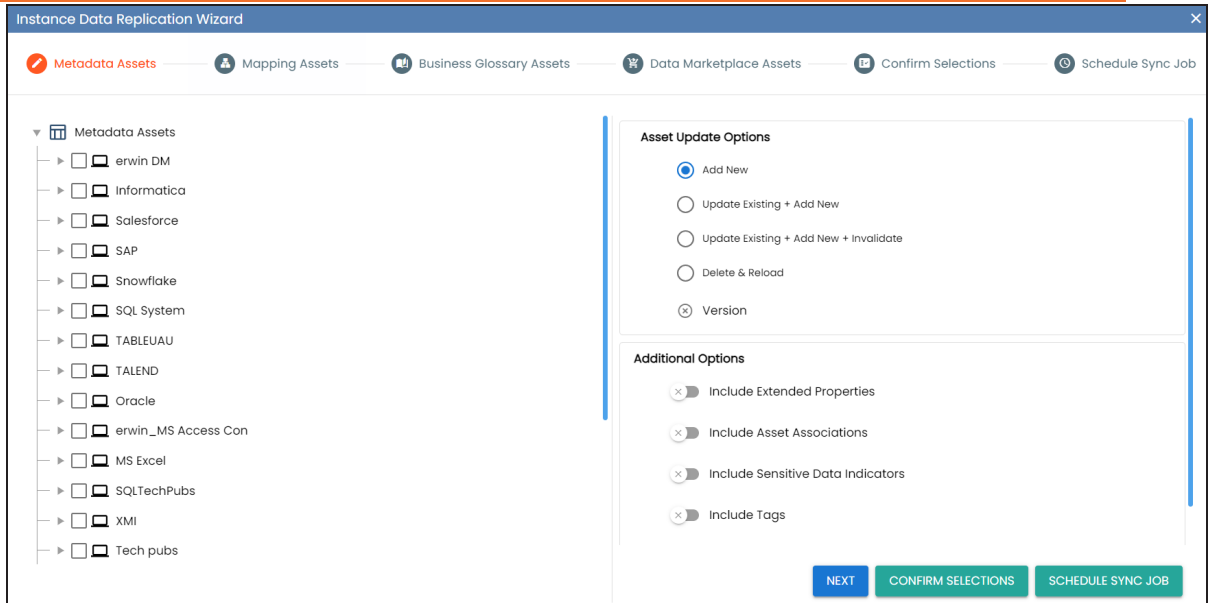 Instance Data Replication Wizard
Metadata Assets
Mapping Assets
Business Glossary Assets
Data Marketplace Assets
Confirm Selections
Schedule Sync Job
Metadata Assets
erwin DM
Informatica
Salesforce
SAP
Snowflake
SQL System
TABLEUAU
TALEND
Oracle
erwin_MS Access Con
MS Excel
SQLTechPubs
XMI
Tech pubs
Asset Update Options
Add New
Update Existing + Add New
Update Existing + Add New + Invalidate
Delete & Reload
Version
Additional Options
Include Extended Properties
Include Asset Associations
Include Sensitive Data Indicators
Include Tags
NEXT
CONFIRM SELECTIONS
SCHEDULE SYNC JOB